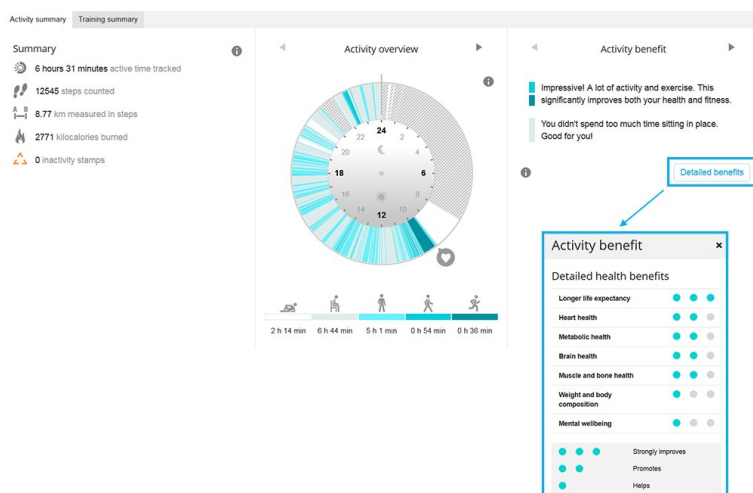 Activity summary
Training summary
Summary
6 hours 31 minutes active time tracked
12545 steps counted
A B
8.77 km measured in steps
2771 kilocalories burned
0 inactivity stamps
Activity overview
24
22 2
20 4
18 6
16 8
14 10
12
2 h 14 min 6 h 44 min 5 h 1 min 0 h 54 min 0 h 36 min
Activity benefit
Impressive! A lot of activity and exercise. This
significantly improves both your health and fitness.
You didn't spend too much time sitting in place.
Good for you!
Detailed benefits
Activity benefit ×
Detailed health benefits
Longer life expectancy
Heart health
Metabolic health
Brain health
Muscle and bone health
Weight and body
composition
Mental wellbeing
Strongly improves
Promotes
Helps